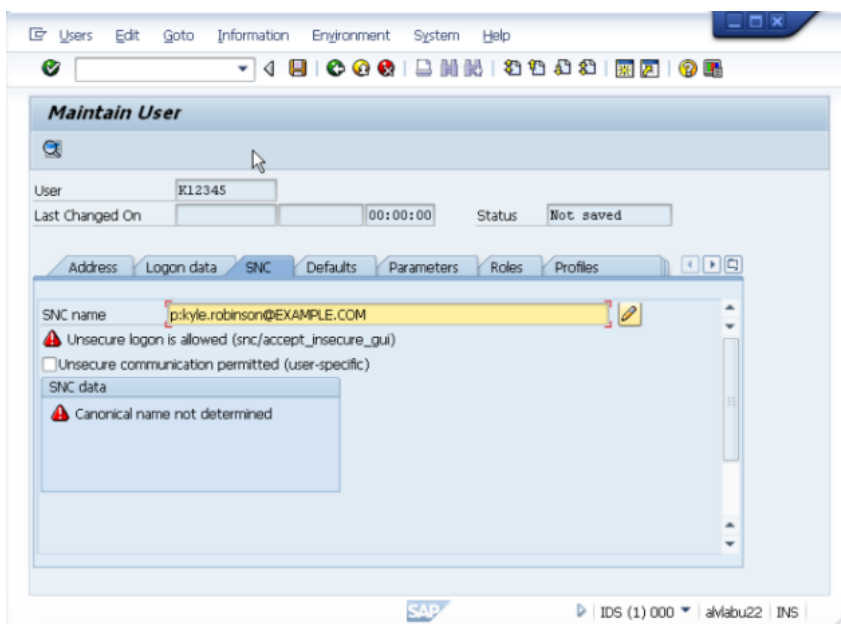 Users Edit Goto Information Environment System Help
Maintain User
User K12345
Last Changed On 00:00:00 Status Not saved
Address Logon data SNC Defaults Parameters Roles Profiles
SNC name p:kyle.robinson@EXAMPLE.COM
Unsecure logon is allowed (snc/accept_insecure_gui)
Unsecure communication permitted (user-specific)
SNC data
Canonical name not determined
SAP IDS (1) 000 alvlabu22 INS